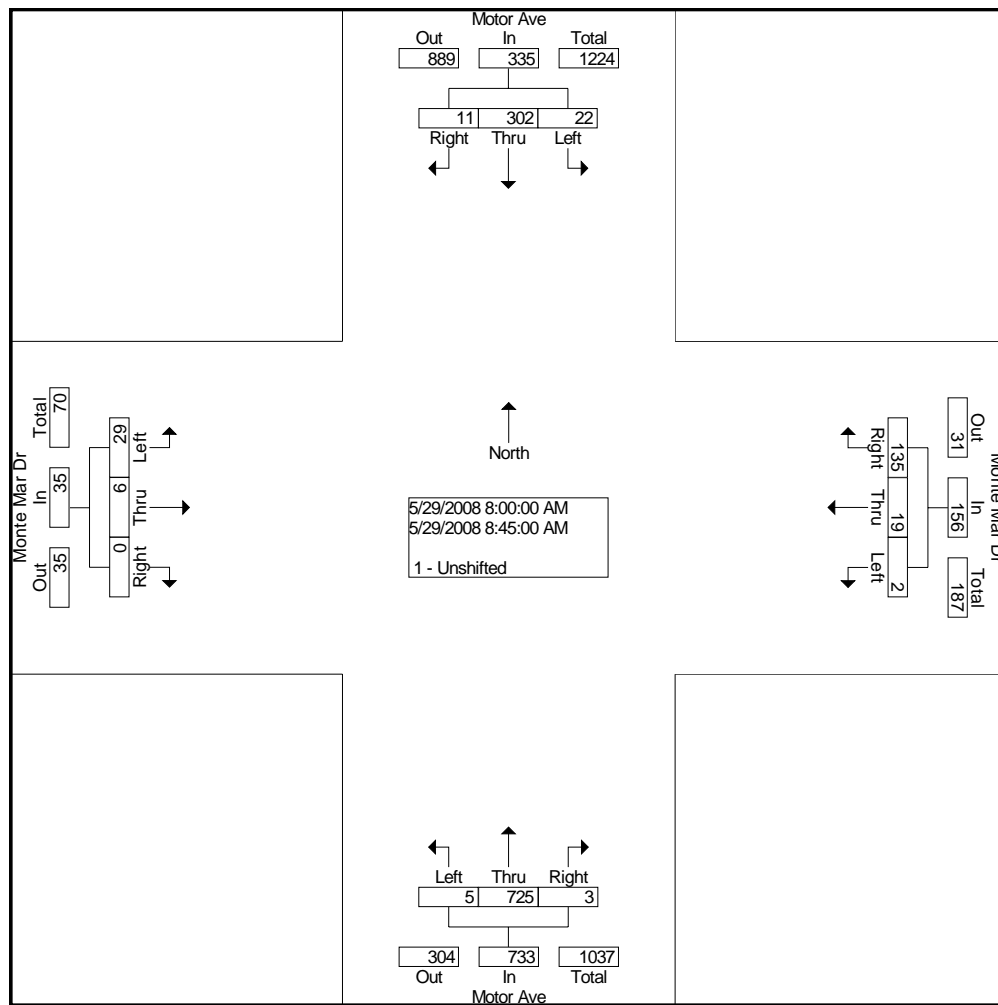 Motor Ave
Out In Total
889 335 1224
11 302 22
Right Thru Left
Monte Mar Dr
Total In Out
70 35 35
29 6 0
Left Thru Right
North
5/29/2008 8:00:00 AM
5/29/2008 8:45:00 AM
1 - Unshifted
Right Thru Left
135 19 2
Out In Total
31 156 187
Monte Mar Dr
Left Thru Right
5 725 3
304 733 1037
Out In Total
Motor Ave